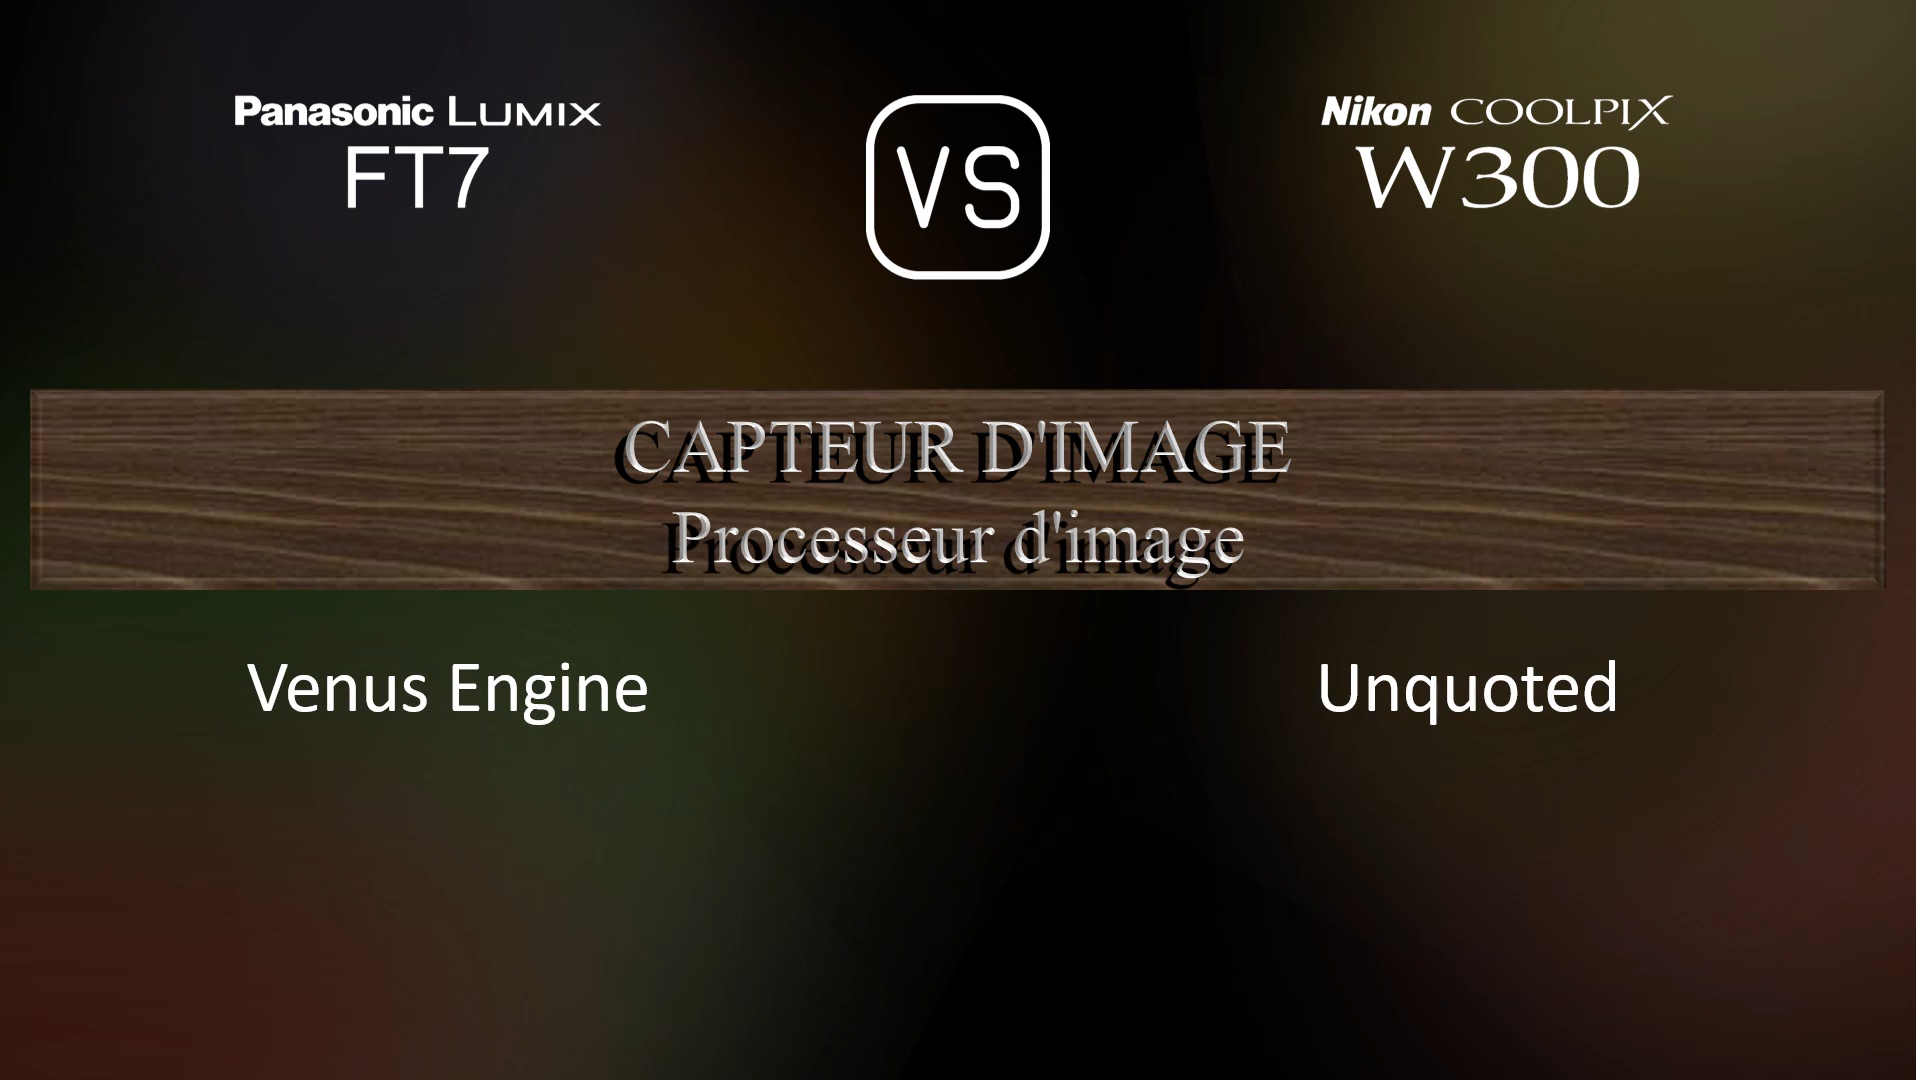 Panasonic LUMIX
FT7
VS
Nikon COOLPIX
W300
CAPTEUR D'IMAGE
Processeur d'image
Venus Engine
Unquoted